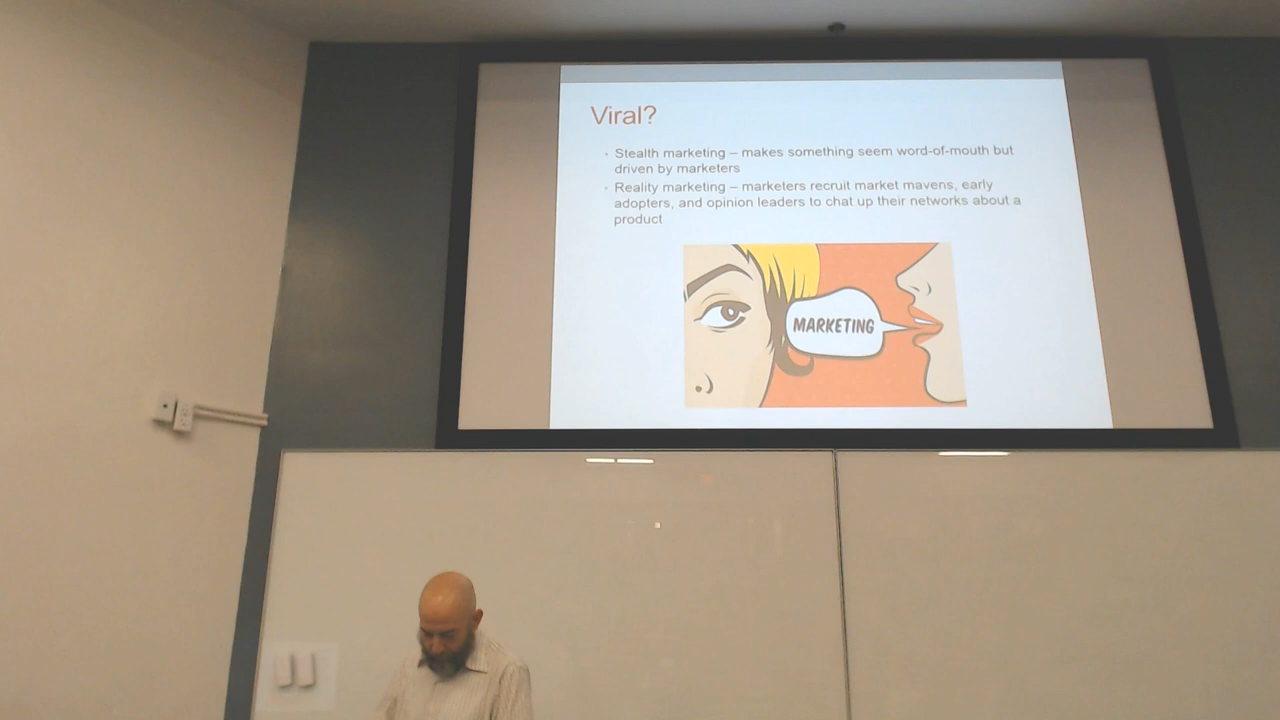 Viral?
· Stealth marketing – makes something seem word-of-mouth but
driven by marketers
· Reality marketing – marketers recruit market mavens, early
adopters, and opinion leaders to chat up their networks about a
product
MARKETING